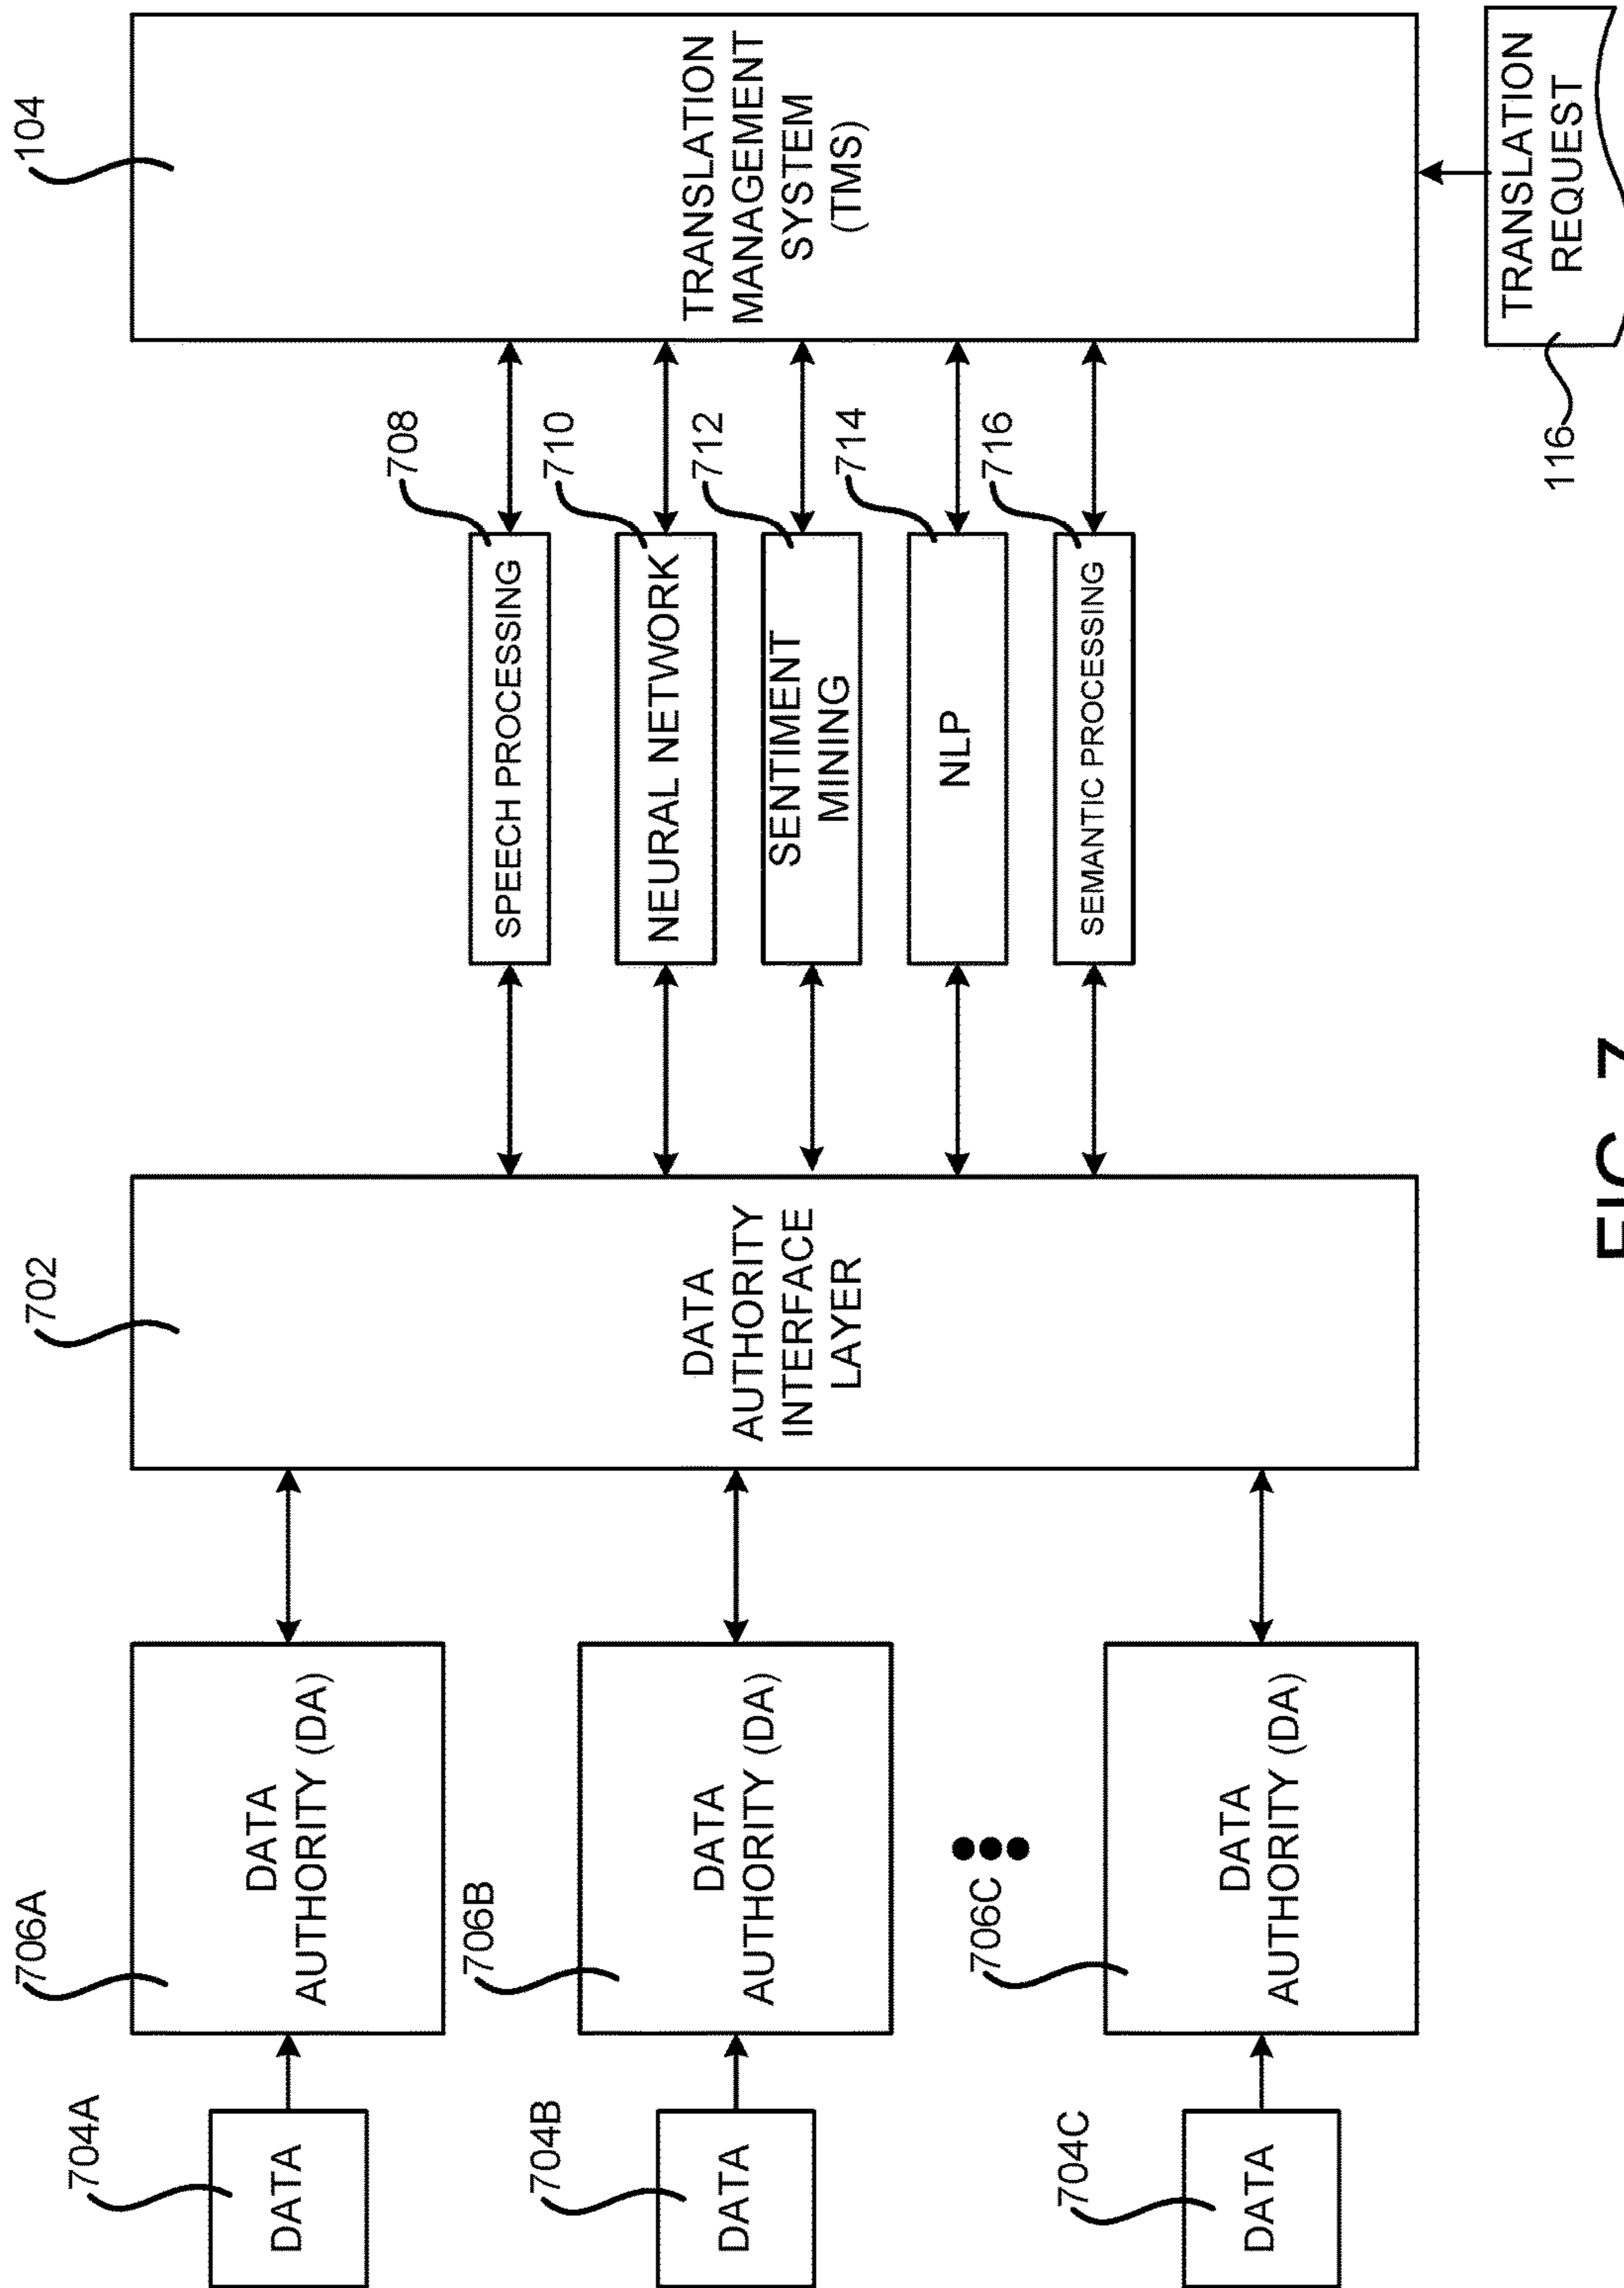 704A
DATA
706A
DATA
AUTHORITY (DA)
704B
DATA
706B
DATA
AUTHORITY (DA)
704C
DATA
706C
DATA
AUTHORITY (DA)
702
DATA
AUTHORITY
INTERFACE
LAYER
708
SPEECH PROCESSING
710
NEURAL NETWORK
712
SENTIMENT
MINING
714
NLP
716
SEMANTIC PROCESSING
104
TRANSLATION
MANAGEMENT
SYSTEM
(TMS)
116
TRANSLATION
REQUEST
FIG. 7